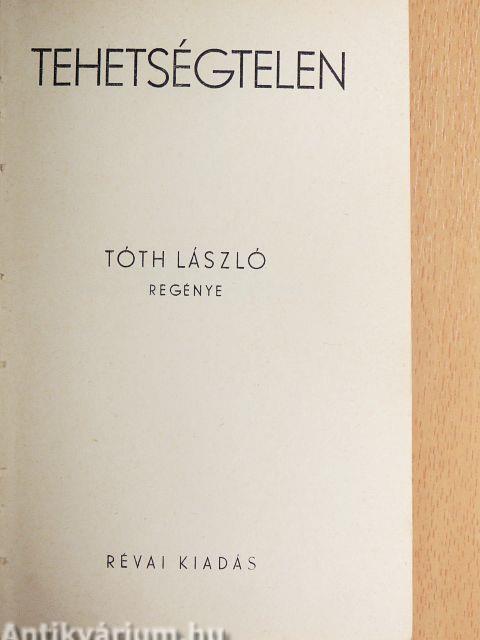 TEHETSÉGTELEN
TÓTH LÁSZLÓ
REGÉNYE
RÉVAI KIADÁS
Antikvárium.hu